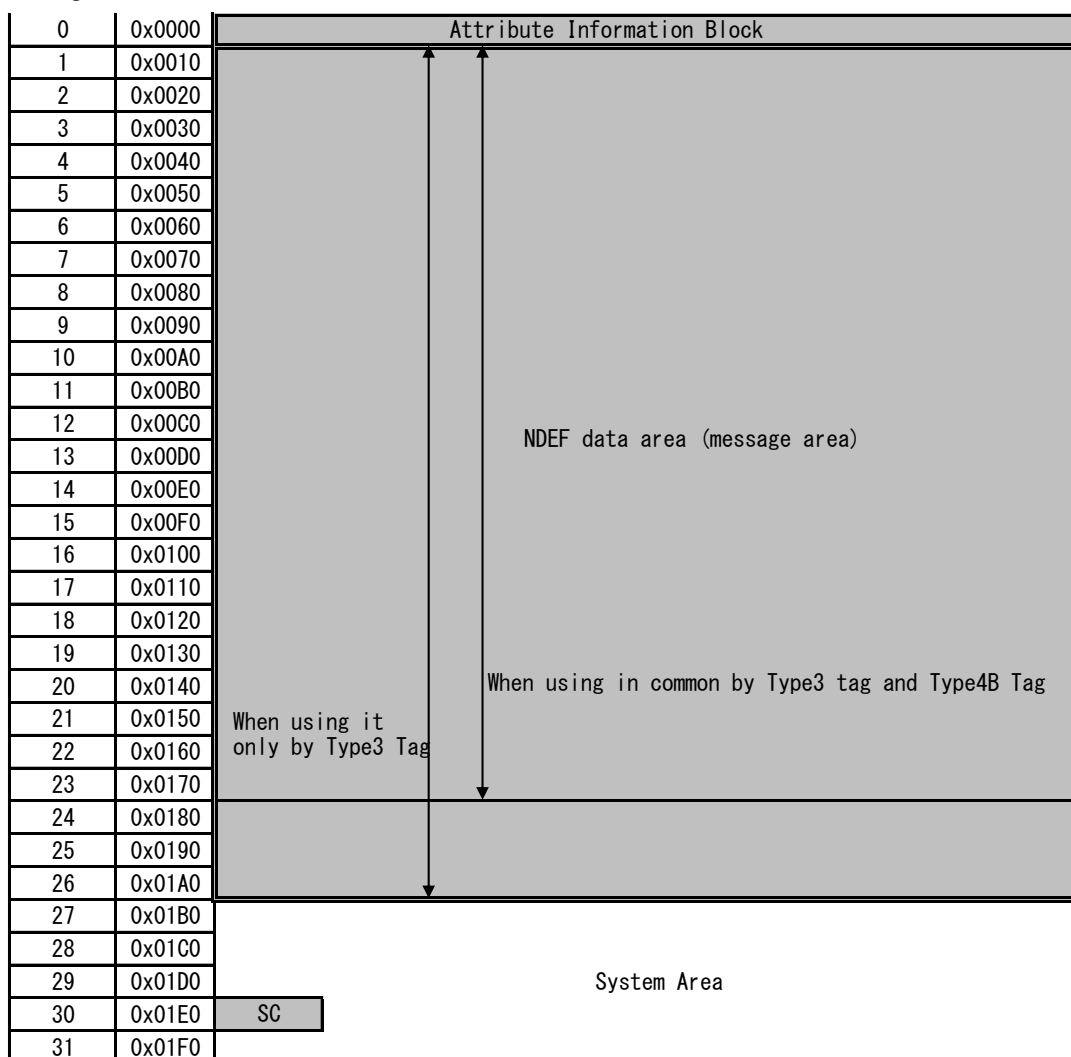 0 0x0000 Attribute Information Block
1 0x0010
2 0x0020
3 0x0030
4 0x0040
5 0x0050
6 0x0060
7 0x0070
8 0x0080
9 0x0090
10 0x00A0
11 0x00B0
12 0x00C0
NDEF data area (message area)
13 0x00D0
14 0x00E0
15 0x00F0
16 0x0100
17 0x0110
18 0x0120
19 0x0130
20 0x0140 When using in common by Type3 tag and Type4B Tag
21 0x0150 When using it
22 0x0160 only by Type3 Tag
23 0x0170
24 0x0180
25 0x0190
26 0x01A0
27 0x01B0
28 0x01C0
29 0x01D0 System Area
30 0x01E0 SC
31 0x01F0